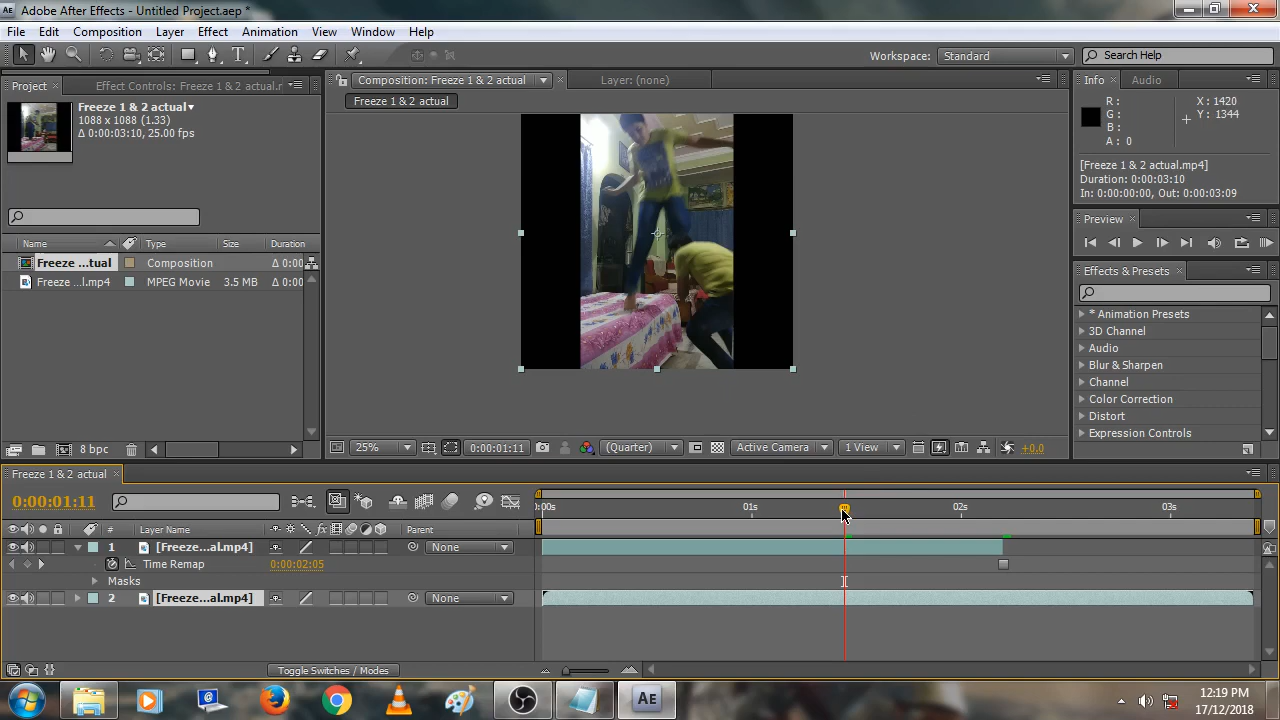 Adobe After Effects - Untitled Project.aep *
File Edit Composition Layer Effect Animation View Window Help
Workspace: Standard Search Help
Project Effect Controls: Freeze 1 & 2 actual.r
Composition: Freeze 1 & 2 actual Layer: (none)
Info Audio
Freeze 1 & 2 actual
Freeze 1 & 2 actual▾
1088 x 1088 (1.33)
Δ 0:00:03:10, 25.00 fps
R :
G :
B :
A : 0
X : 1420
Y : 1344
[Freeze 1 & 2 actual.mp4]
Duration: 0:00:03:10
In: 0:00:00:00, Out: 0:00:03:09
Preview
Effects & Presets
Name Type Size Duration
Freeze ...tual Composition Δ 0:00
Freeze ...l.mp4 MPEG Movie 3.5 MB Δ 0:00
* Animation Presets
3D Channel
Audio
Blur & Sharpen
Channel
Color Correction
Distort
Expression Controls
8 bpc
25% 0:00:01:11 (Quarter) Active Camera 1 View +0.0
Freeze 1 & 2 actual
0:00:01:11
:00s 01s 02s 03s
# Layer Name Parent
1 [Freeze...al.mp4] None
Time Remap 0:00:02:05
Masks
2 [Freeze...al.mp4] None
Toggle Switches / Modes
12:19 PM
17/12/2018